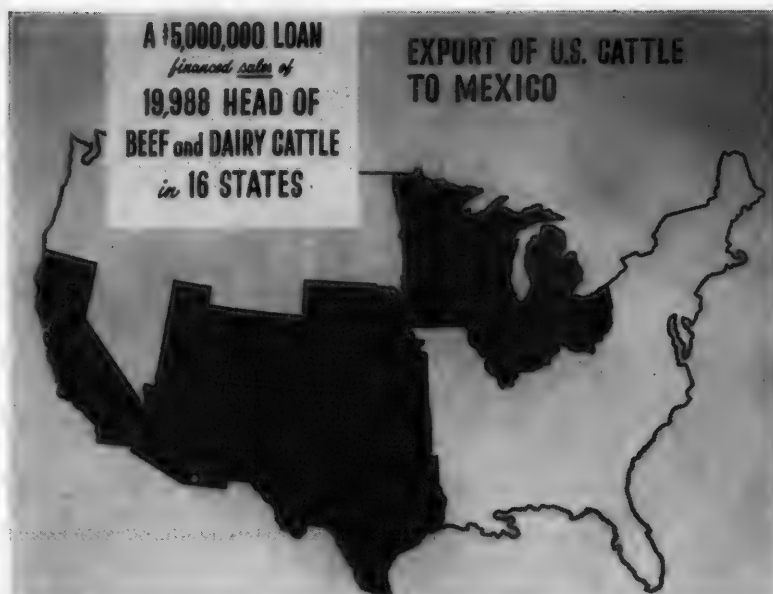 A $5,000,000 LOAN
financed sales of
19,988 HEAD OF
BEEF and DAIRY CATTLE
in 16 STATES
EXPORT OF U.S. CATTLE
TO MEXICO